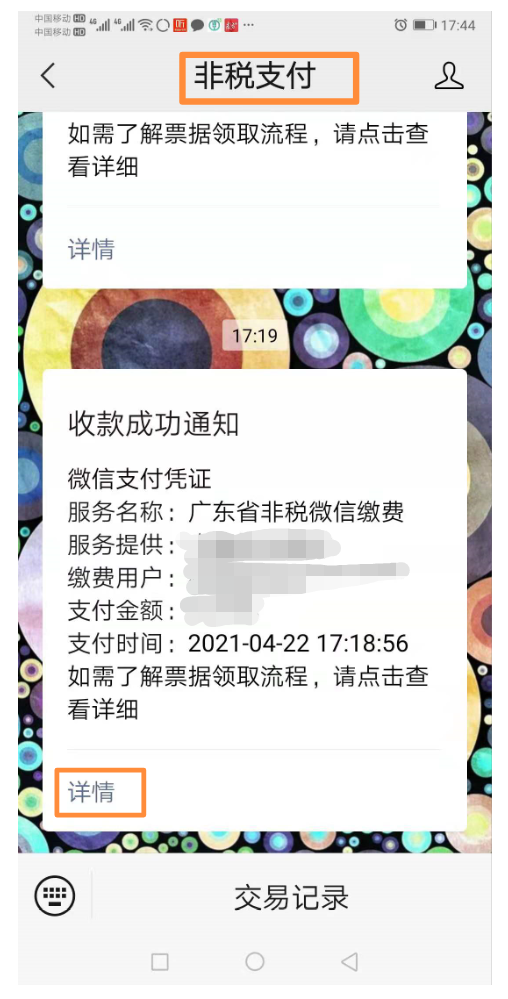 中国移动 HD 4G 4G 17:44
中国移动 HD
非税支付
如需了解票据领取流程，请点击查
看详细
详情
17:19
收款成功通知
微信支付凭证
服务名称：广东省非税微信缴费
服务提供：
缴费用户：
支付金额：
支付时间：2021-04-22 17:18:56
如需了解票据领取流程，请点击查
看详细
详情
交易记录